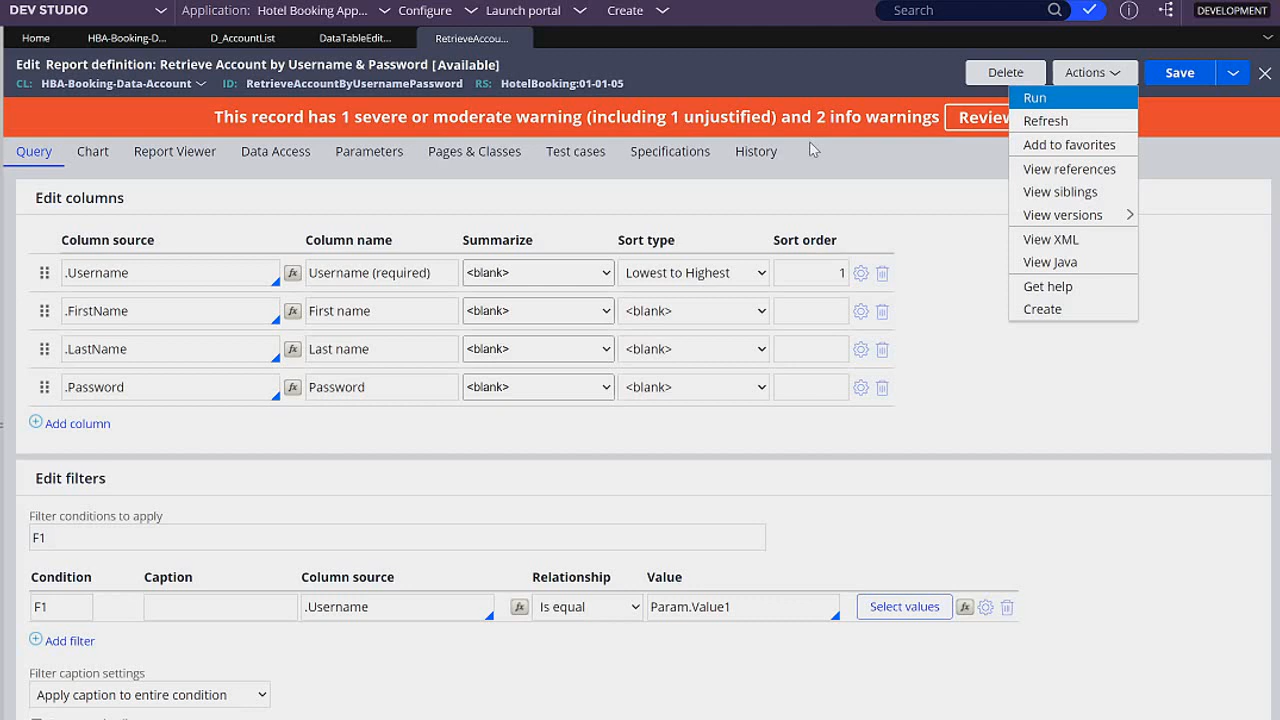 DEV STUDIO Application: Hotel Booking App... Configure Launch portal Create Search DEVELOPMENT
Home HBA-Booking-D... D_AccountList DataTableEdit... RetrieveAccou...
Edit Report definition: Retrieve Account by Username & Password [Available]
CL: HBA-Booking-Data-Account ID: RetrieveAccountByUsernamePassword RS: HotelBooking:01-01-05
Delete Actions Save
This record has 1 severe or moderate warning (including 1 unjustified) and 2 info warnings
Run
Refresh
Add to favorites
View references
View siblings
View versions
View XML
View Java
Get help
Create
Query Chart Report Viewer Data Access Parameters Pages & Classes Test cases Specifications History
Edit columns
Column source Column name Summarize Sort type Sort order
.Username fx Username (required) <blank> Lowest to Highest 1
.FirstName fx First name <blank> <blank>
.LastName fx Last name <blank> <blank>
.Password fx Password <blank> <blank>
Add column
Edit filters
Filter conditions to apply
F1
Condition Caption Column source Relationship Value
F1 .Username fx Is equal Param.Value1 Select values fx
Add filter
Filter caption settings
Apply caption to entire condition